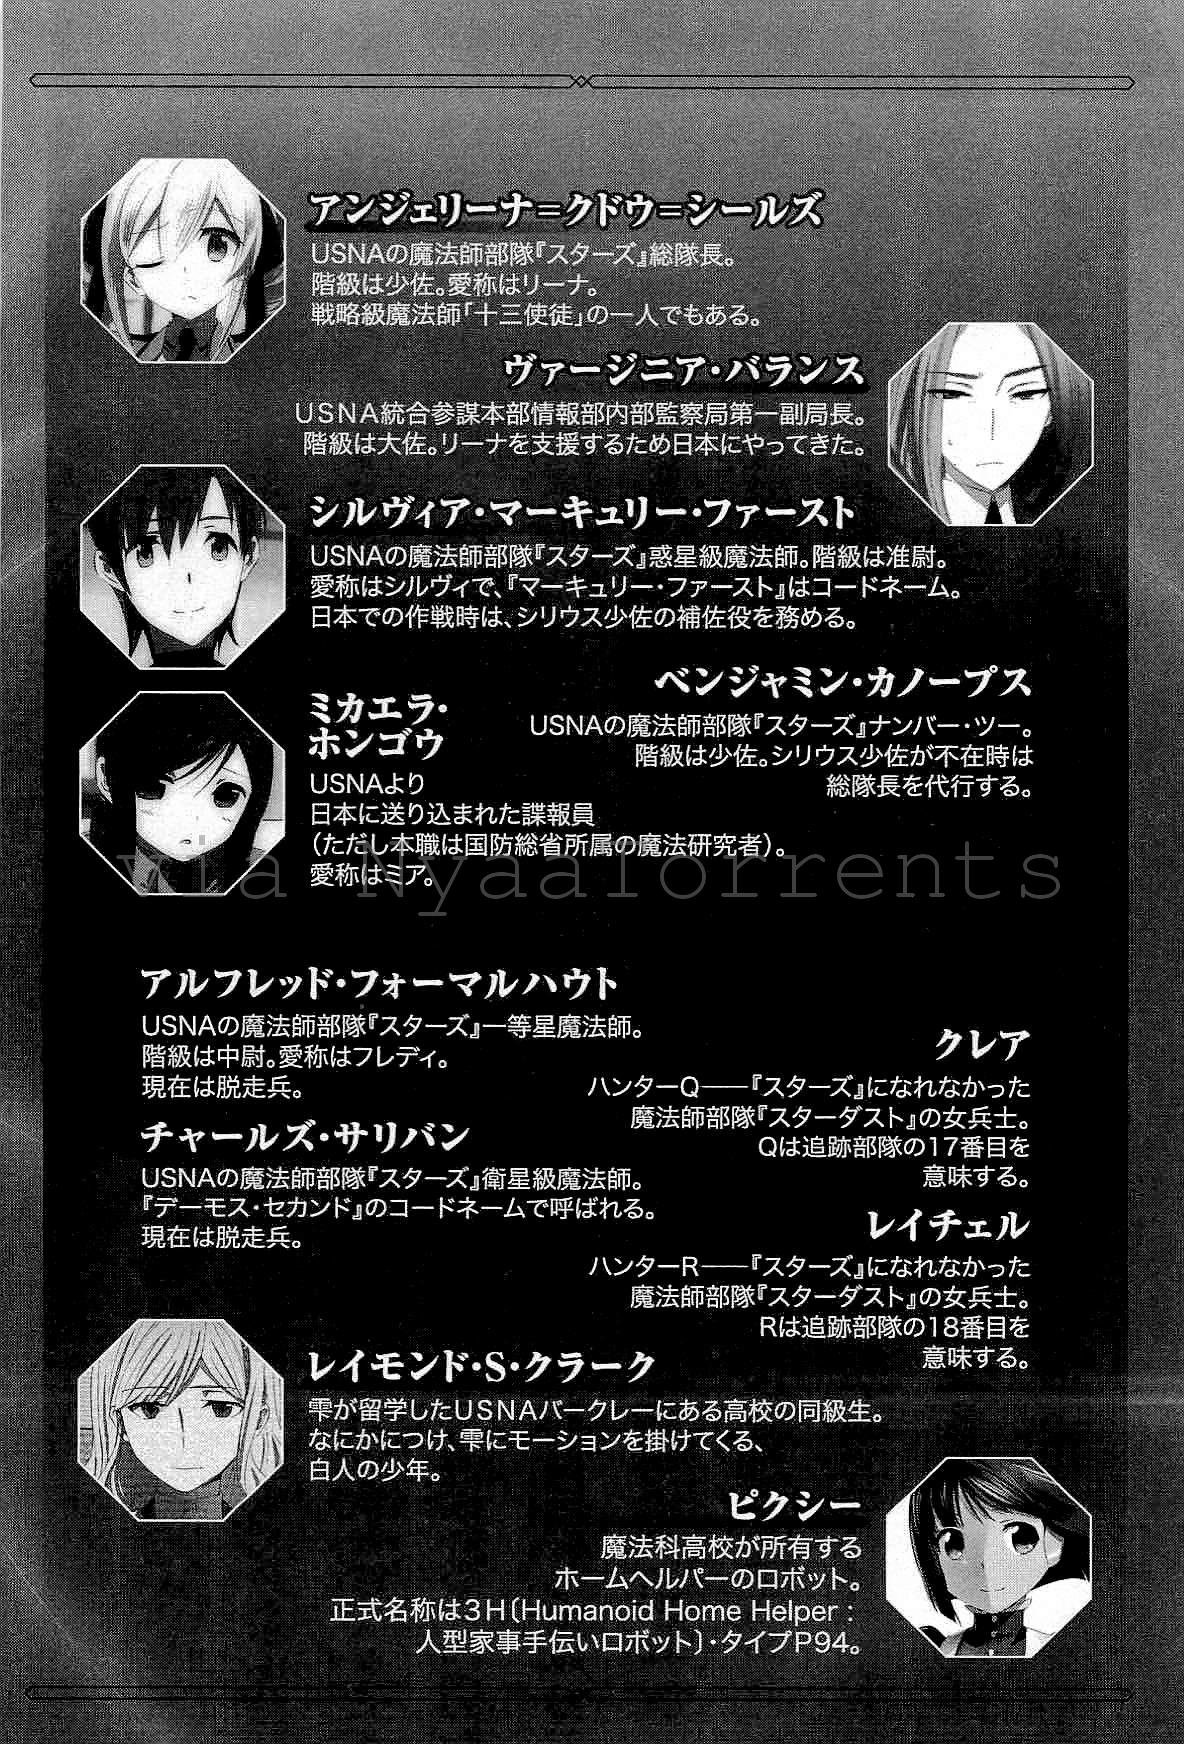 アンジェリーナ=クドウ=シールズ
USNAの魔法師部隊『スターズ』総隊長。
階級は少佐。愛称はリーナ。
戦略級魔法師「十三使徒」の一人でもある。
ヴァージニア・バランス
USNA統合参謀本部情報部内部監察局第一副局長。
階級は大佐。リーナを支援するため日本にやってきた。
シルヴィア・マーキュリー・ファースト
USNAの魔法師部隊『スターズ』惑星級魔法師。階級は准尉。
愛称はシルヴィで、『マーキュリー・ファースト』はコードネーム。
日本での作戦時は、シリウス少佐の補佐役を務める。
ベンジャミン・カノープス
USNAの魔法師部隊『スターズ』ナンバー・ツー。
階級は少佐。シリウス少佐が不在時は
総隊長を代行する。
ミカエラ・
ホンゴウ
USNAより
日本に送り込まれた諜報員
（ただし本職は国防総省所属の魔法研究者）。
愛称はミア。
via NyaaTorrents
アルフレッド・フォーマルハウト
USNAの魔法師部隊『スターズ』一等星魔法師。
階級は中尉。愛称はフレディ。
現在は脱走兵。
チャールズ・サリバン
USNAの魔法師部隊『スターズ』衛星級魔法師。
『デーモス・セカンド』のコードネームで呼ばれる。
現在は脱走兵。
クレア
ハンターQ――『スターズ』になれなかった
魔法師部隊『スターダスト』の女兵士。
Qは追跡部隊の17番目を
意味する。
レイチェル
ハンターR――『スターズ』になれなかった
魔法師部隊『スターダスト』の女兵士。
Rは追跡部隊の18番目を
意味する。
レイモンド・S・クラーク
雫が留学したUSNAバークレーにある高校の同級生。
なにかにつけ、雫にモーションを掛けてくる、
白人の少年。
ピクシー
魔法科高校が所有する
ホームヘルパーのロボット。
正式名称は3H〔Humanoid Home Helper：
人型家事手伝いロボット〕・タイプP94。